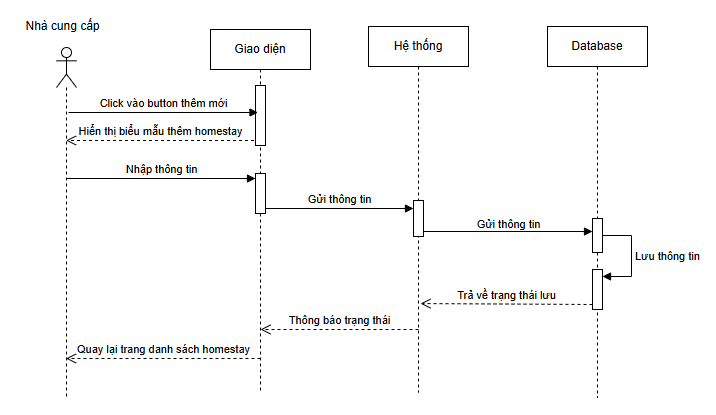 Nhà cung cấp
Giao diện
Hệ thống
Database
Click vào button thêm mới
Hiển thị biểu mẫu thêm homestay
Nhập thông tin
Gửi thông tin
Gửi thông tin
Lưu thông tin
Trả về trạng thái lưu
Thông báo trạng thái
Quay lại trang danh sách homestay